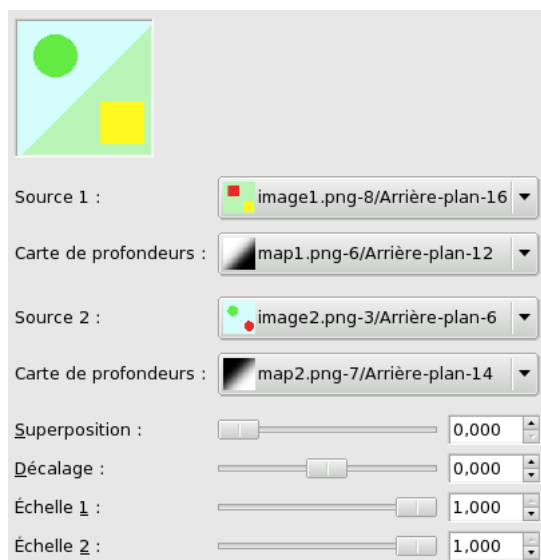 Source 1 : image1.png-8/Arrière-plan-16
Carte de profondeurs : map1.png-6/Arrière-plan-12
Source 2 : image2.png-3/Arrière-plan-6
Carte de profondeurs : map2.png-7/Arrière-plan-14
Superposition : 0,000
Décalage : 0,000
Échelle 1 : 1,000
Échelle 2 : 1,000